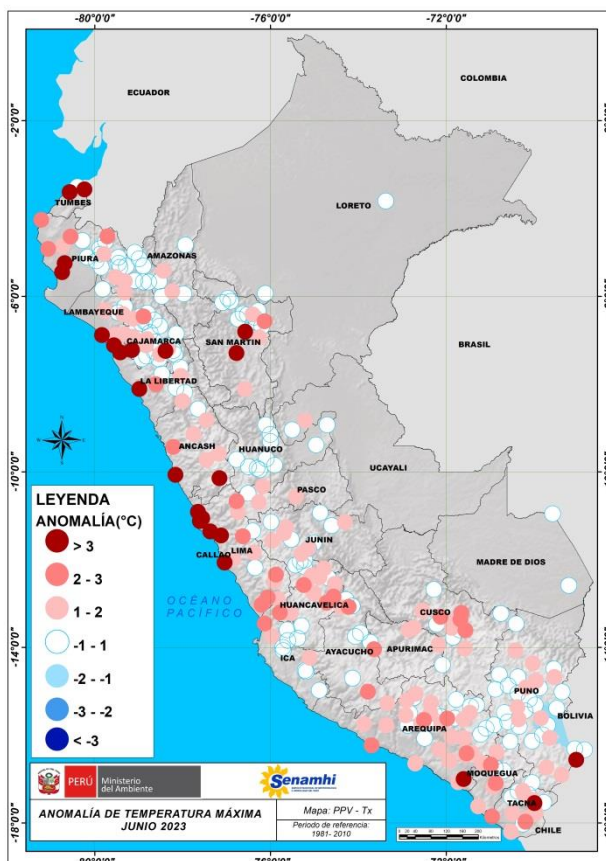 -80°0'0"
-76°0'0"
-72°0'0"
COLOMBIA
ECUADOR
-2°0'0"
TUMBES
LORETO
PIURA
AMAZONAS
-6°0'0"
LAMBAYEQUE
CAJAMARCA
SAN MARTIN
BRASIL
LA LIBERTAD
ANCASH
HUANUCO
-10°0'0"
UCAYALI
PASCO
LEYENDA
ANOMALÍA(°C)
> 3
2 - 3
1 - 2
-1 - 1
-2 - -1
-3 - -2
< -3
JUNIN
CALLAO
LIMA
MADRE DE DIOS
OCÉANO
PACÍFICO
HUANCAVELICA
CUSCO
-14°0'0"
ICA
AYACUCHO
APURIMAC
PUNO
AREQUIPA
BOLIVIA
MOQUEGUA
TACNA
CHILE
PERÚ
Ministerio
del Ambiente
Senamhi
ANOMALÍA DE TEMPERATURA MÁXIMA
JUNIO 2023
Mapa: PPV - Tx
Periodo de referencia:
1981- 2010
-18°0'0"